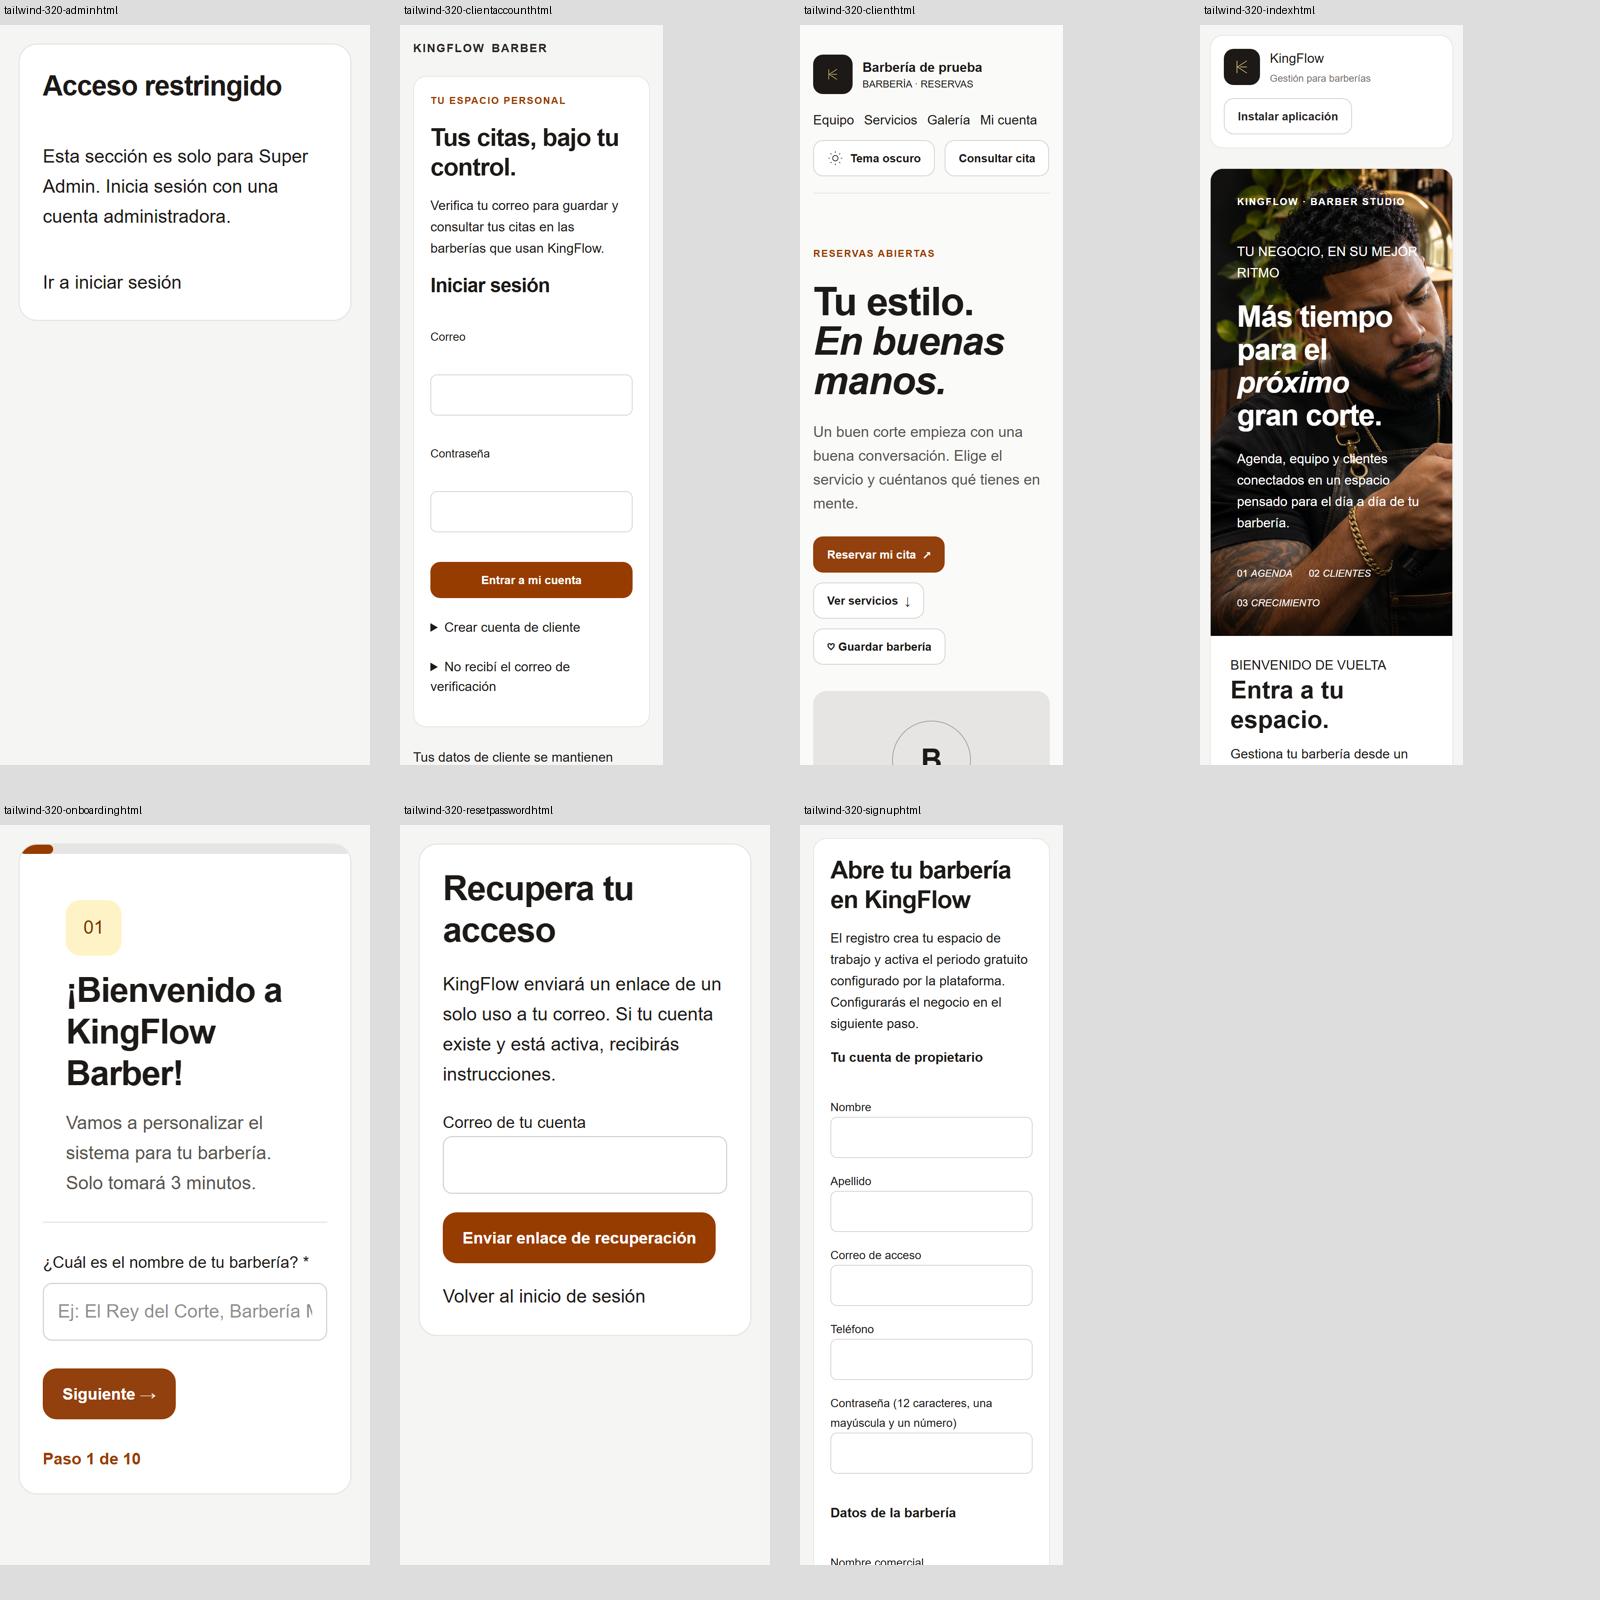 tailwind-320-adminhtml
Acceso restringido
Esta sección es solo para Super
Admin. Inicia sesión con una
cuenta administradora.
Ir a iniciar sesión
tailwind-320-clientaccounthtml
KINGFLOW BARBER
TU ESPACIO PERSONAL
Tus citas, bajo tu
control.
Verifica tu correo para guardar y
consultar tus citas en las
barberías que usan KingFlow.
Iniciar sesión
Correo
Contraseña
Entrar a mi cuenta
▶ Crear cuenta de cliente
▶ No recibí el correo de
verificación
Tus datos de cliente se mantienen
tailwind-320-clienthtml
Barbería de prueba
BARBERÍA · RESERVAS
Equipo Servicios Galería Mi cuenta
Tema oscuro
Consultar cita
RESERVAS ABIERTAS
Tu estilo.
En buenas
manos.
Un buen corte empieza con una
buena conversación. Elige el
servicio y cuéntanos qué tienes en
mente.
Reservar mi cita ↗
Ver servicios ↓
♡ Guardar barbería
B
tailwind-320-indexhtml
KingFlow
Gestión para barberías
Instalar aplicación
KINGFLOW · BARBER STUDIO
TU NEGOCIO, EN SU MEJOR
RITMO
Más tiempo
para el
próximo
gran corte.
Agenda, equipo y clientes
conectados en un espacio
pensado para el día a día de tu
barbería.
01 AGENDA 02 CLIENTES
03 CRECIMIENTO
BIENVENIDO DE VUELTA
Entra a tu
espacio.
Gestiona tu barbería desde un
tailwind-320-onboardinghtml
01
¡Bienvenido a
KingFlow
Barber!
Vamos a personalizar el
sistema para tu barbería.
Solo tomará 3 minutos.
¿Cuál es el nombre de tu barbería? *
Ej: El Rey del Corte, Barbería
Siguiente →
Paso 1 de 10
tailwind-320-resetpasswordhtml
Recupera tu
acceso
KingFlow enviará un enlace de un
solo uso a tu correo. Si tu cuenta
existe y está activa, recibirás
instrucciones.
Correo de tu cuenta
Enviar enlace de recuperación
Volver al inicio de sesión
tailwind-320-signuphtml
Abre tu barbería
en KingFlow
El registro crea tu espacio de
trabajo y activa el periodo gratuito
configurado por la plataforma.
Configurarás el negocio en el
siguiente paso.
Tu cuenta de propietario
Nombre
Apellido
Correo de acceso
Teléfono
Contraseña (12 caracteres, una
mayúscula y un número)
Datos de la barbería
Nombre comercial